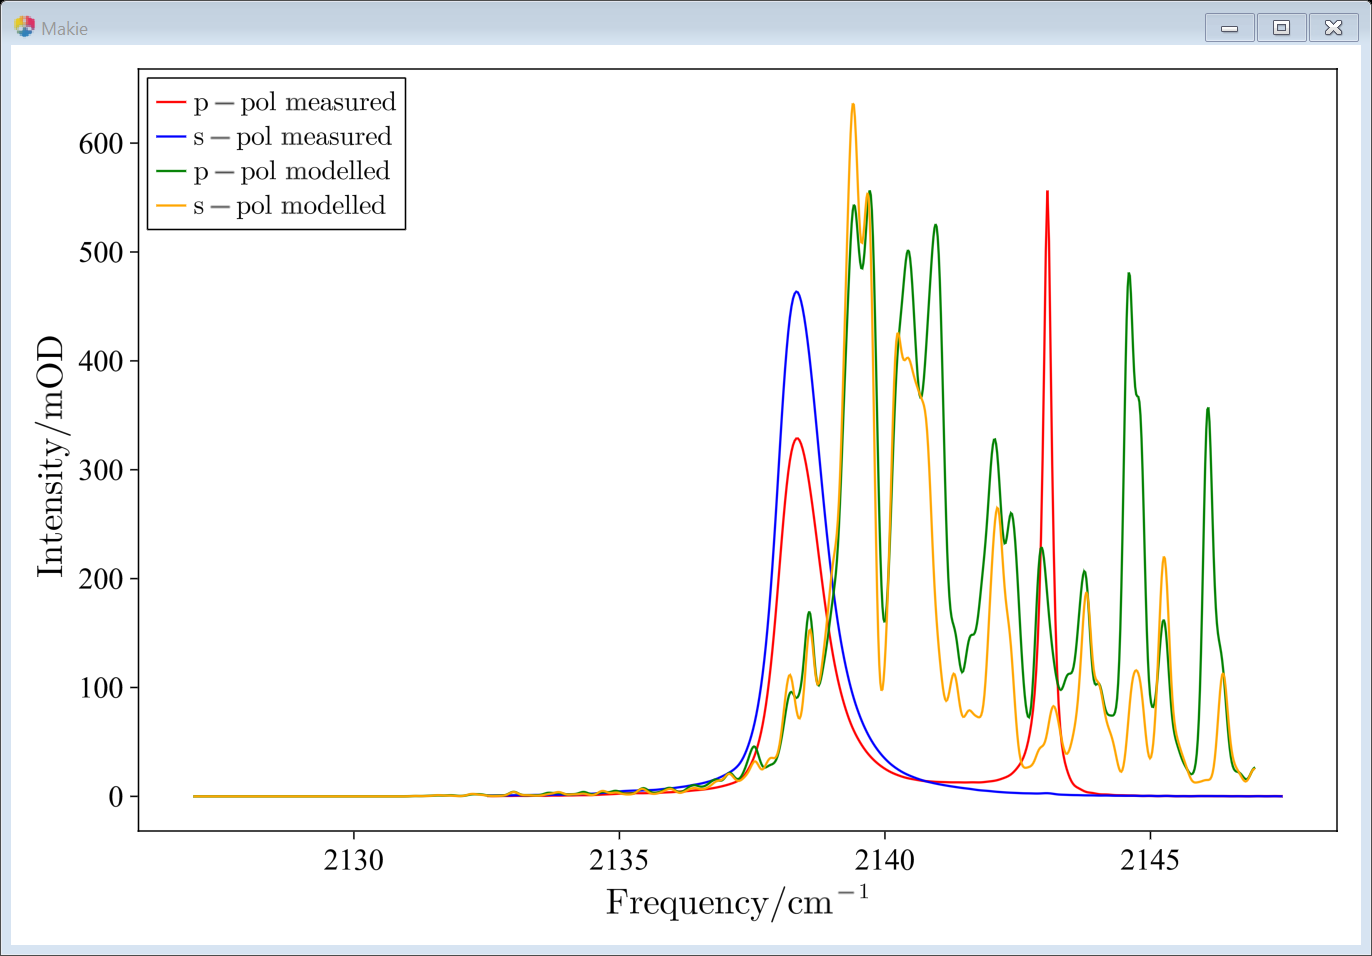 Makie
p − pol measured
s − pol measured
p − pol modelled
s − pol modelled
600
500
400
300
200
100
0
Intensity/mOD
2130 2135 2140 2145
Frequency/cm⁻¹